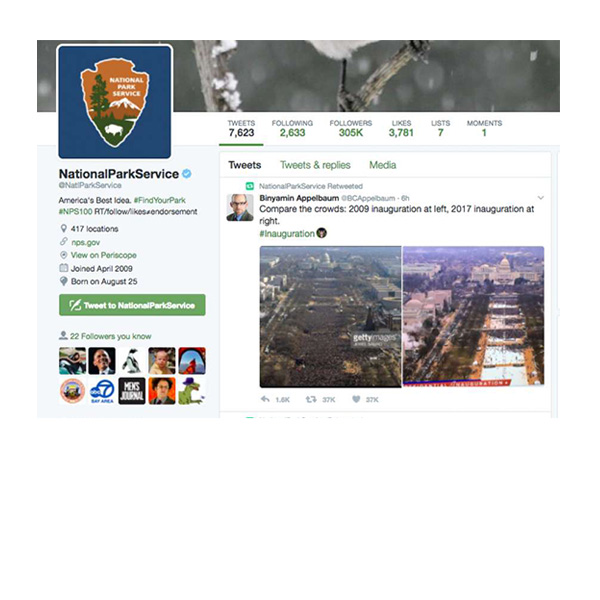 NATIONAL
PARK
SERVICE
TWEETS
7,623
FOLLOWING
2,633
FOLLOWERS
305K
LIKES
3,781
LISTS
7
MOMENTS
1
NationalParkService
@NatlParkService
America's Best Idea. #FindYourPark
#NPS100 RT/follow/likes≠endorsement
417 locations
nps.gov
View on Periscope
Joined April 2009
Born on August 25
Tweet to NationalParkService
22 Followers you know
abc 7
BAY AREA
MEN'S
JOURNAL
Tweets Tweets & replies Media
NationalParkService Retweeted
Binyamin Appelbaum @BCAppelbaum · 6h
Compare the crowds: 2009 inauguration at left, 2017 inauguration at
right.
#Inauguration
gettyimages
INAUGURATION
1.8K 37K 37K